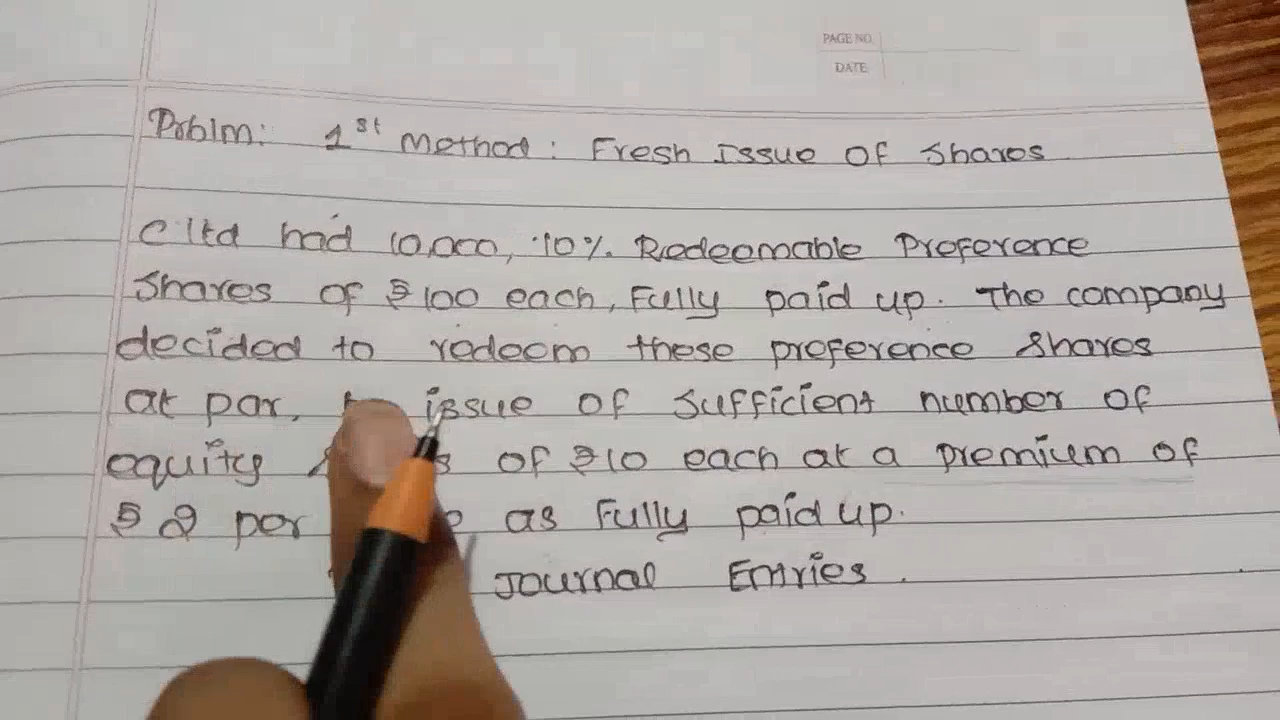 PAGE NO.
DATE
Problm: 1st Method: Fresh Issue Of Shares
C ltd had 10,000, 10% Redeemable Preference
Shares of ₹100 each, Fully paid up. The company
decided to redeem these preference Shares
at par, issue of Sufficient number of
equity of ₹10 each at a premium of
₹2 per as Fully paid up.
Journal Entries.